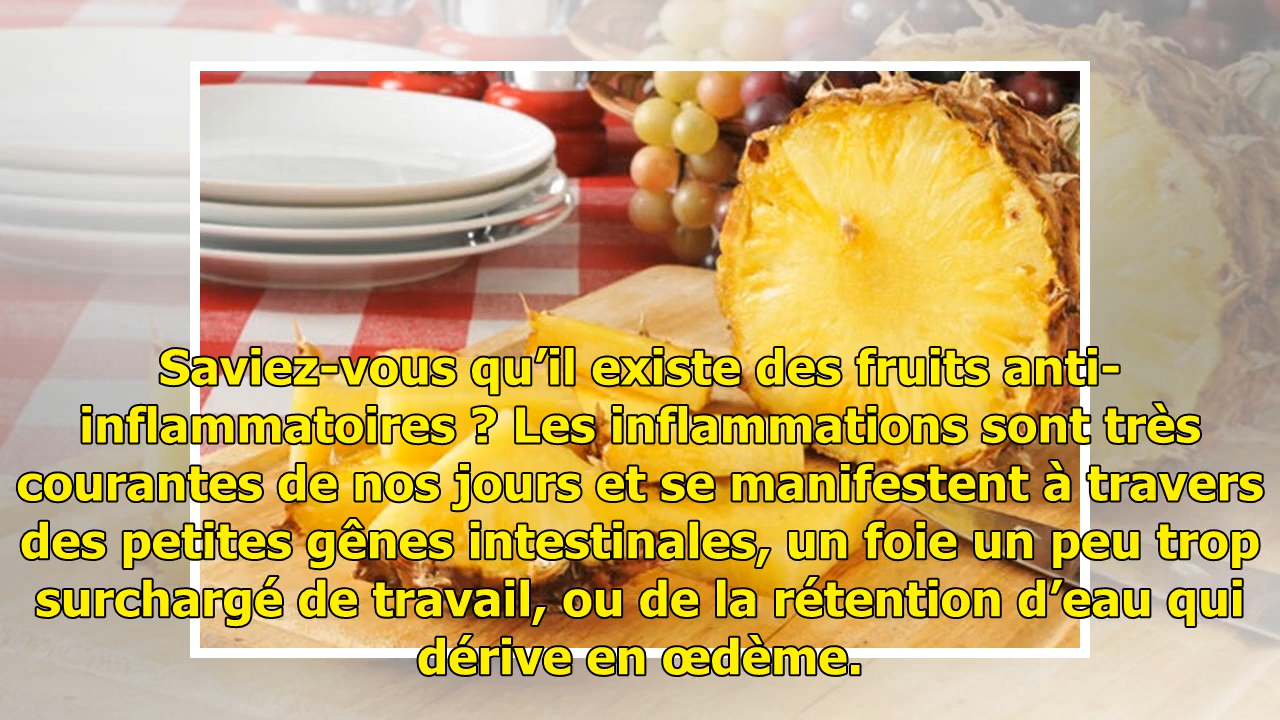 Saviez-vous qu’il existe des fruits anti-
inflammatoires ? Les inflammations sont très
courantes de nos jours et se manifestent à travers
des petites gênes intestinales, un foie un peu trop
surchargé de travail, ou de la rétention d’eau qui
dérive en œdème.